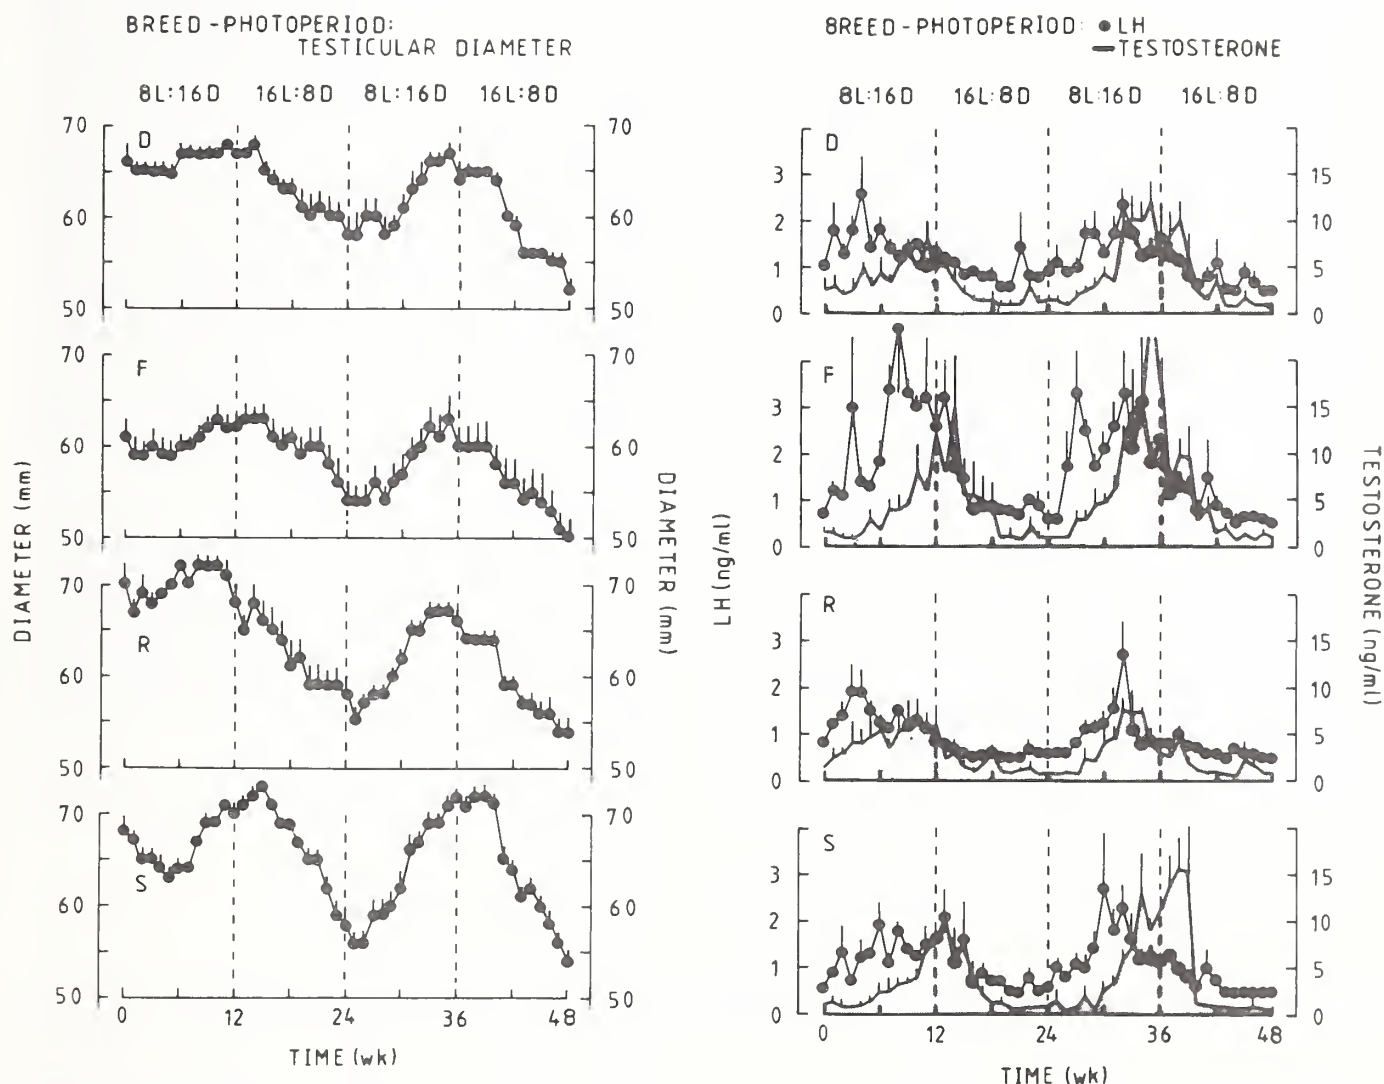 BREED-PHOTOPERIOD:
TESTICULAR DIAMETER
8L:16D 16L:8D 8L:16D 16L:8D
70 D 70
60 60
50 50
70 F 70
60 60
50 50
70 R 70
60 60
50 50
70 S 70
60 60
50 50
0 12 24 36 48
TIME (wk)
DIAMETER (mm)
DIAMETER (mm)
BREED-PHOTOPERIOD: ● LH
—TESTOSTERONE
8L:16D 16L:8D 8L:16D 16L:8D
D
3 15
2 10
1 5
0 0
F
3 15
2 10
1 5
0 0
R
3 15
2 10
1 5
0 0
S
3 15
2 10
1 5
0 0
0 12 24 36 48
TIME (wk)
LH (ng/ml)
TESTOSTERONE (ng/ml)